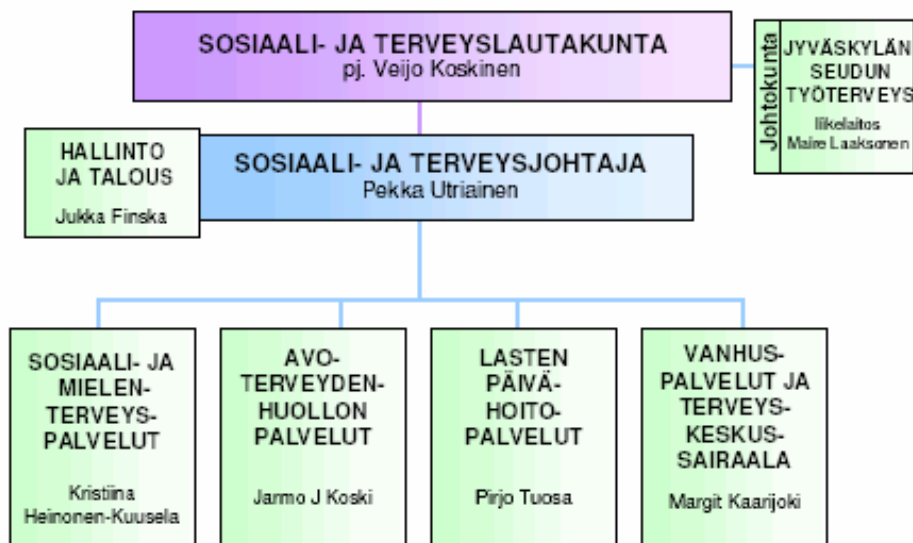 SOSIAALI- JA TERVEYSLAUTAKUNTA
pj. Veijo Koskinen
Johtokunta
JYVÄSKYLÄN
SEUDUN
TYÖTERVEYS
liikelaitos
Maire Laaksonen
HALLINTO
JA TALOUS
Jukka Finska
SOSIAALI- JA TERVEYSJOHTAJA
Pekka Utriainen
SOSIAALI- JA
MIELEN-
TERVEYS-
PALVELUT
Kristiina
Heinonen-Kuusela
AVO-
TERVEYDEN-
HUOLLON
PALVELUT
Jarmo J Koski
LASTEN
PÄIVÄ-
HOITO-
PALVELUT
Pirjo Tuosa
VANHUS-
PALVELUT JA
TERVEYS-
KESKUS-
SAIRAALA
Margit Kaarijoki